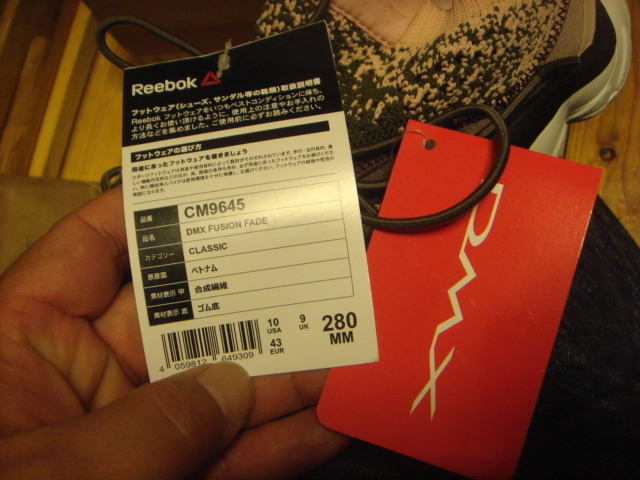 Reebok
フットウェア(シューズ、サンダル等の靴類)取扱説明書
Reebok フットウェアをいつもベストコンディションに保ち、
より長くお使い頂けるように、使用上の注意やお手入れの
方法などを集めました。ご使用前に必ずお読みください。
フットウェアの選び方
用途にあったフットウェアを履きましょう
品番 CM9645
品名 DMX FUSION FADE
カテゴリー CLASSIC
原産国 ベトナム
素材表示 甲 合成繊維
素材表示 底 ゴム底
10 USA 9 UK 280 MM
43 EUR
4 059812 649309
DMX